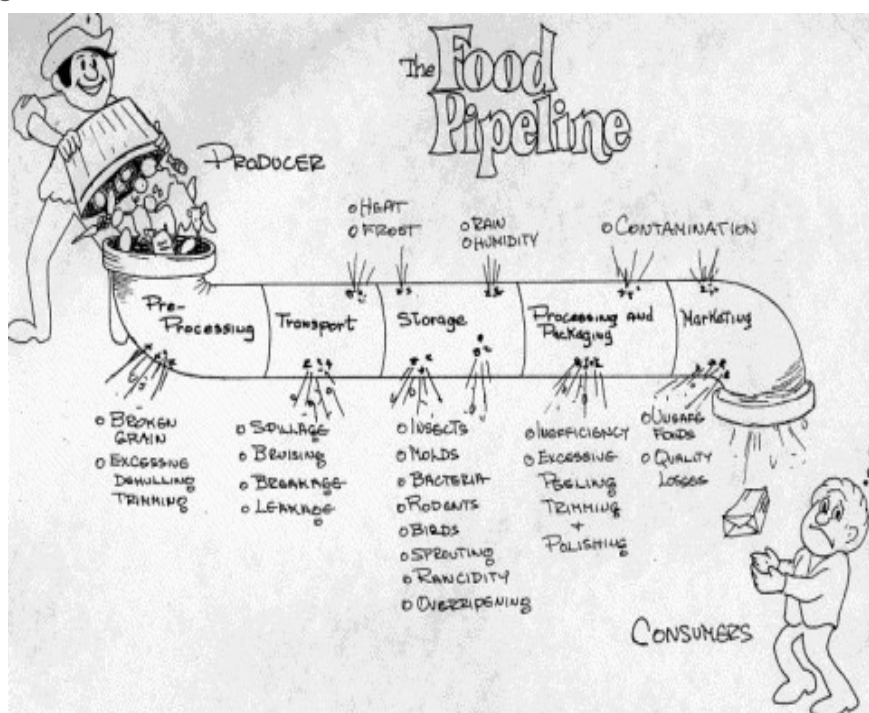 The Food
Pipeline
PRODUCER
o HEAT
o FROST
o RAIN
o HUMIDITY
o CONTAMINATION
Pre-
Processing
Transport
Storage
Processing and
Packaging
Marketing
o BROKEN
GRAIN
o EXCESSIVE
DEHULLING
TRIMMING
o SPILLAGE
o BRUISING
o BREAKAGE
o LEAKAGE
o INSECTS
o MOLDS
o BACTERIA
o RODENTS
o BIRDS
o SPROUTING
o RANCIDITY
o OVERRIPENING
o INEFFICIENCY
o EXCESSIVE
PEELING
TRIMMING
+
POLISHING
o UNSAFE
FOODS
o QUALITY
LOSSES
CONSUMERS